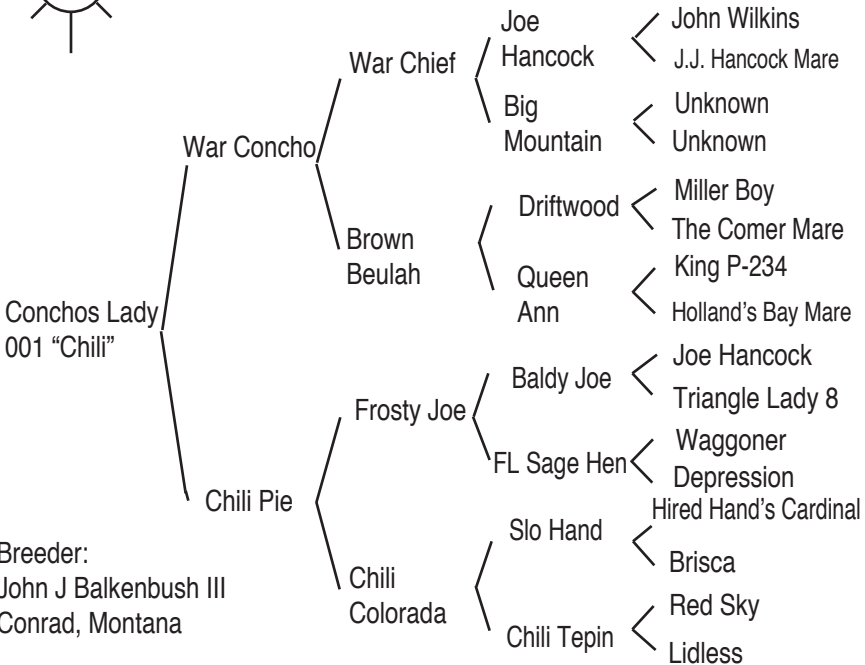 Conchos Lady
001 “Chili”
War Concho
Chili Pie
War Chief
Brown
Beulah
Frosty Joe
Chili
Colorada
Joe
Hancock
Big
Mountain
Driftwood
Queen
Ann
Baldy Joe
FL Sage Hen
Slo Hand
Chili Tepin
John Wilkins
J.J. Hancock Mare
Unknown
Unknown
Miller Boy
The Comer Mare
King P-234
Holland’s Bay Mare
Joe Hancock
Triangle Lady 8
Waggoner
Depression
Hired Hand’s Cardinal
Brisca
Red Sky
Lidless
Breeder:
John J Balkenbush III
Conrad, Montana